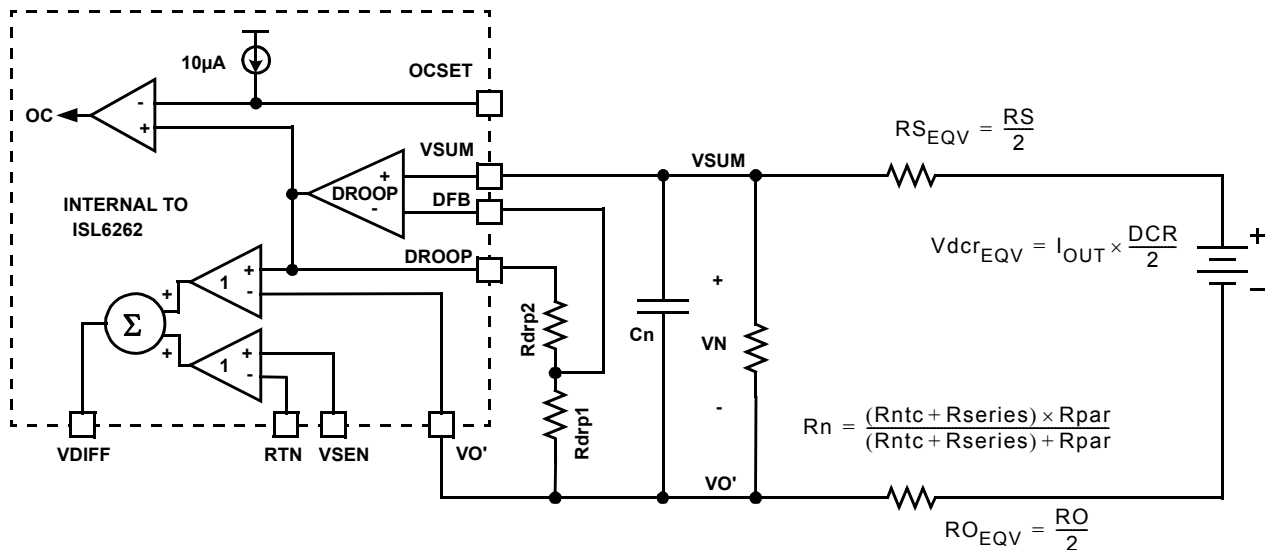 10µA
OCSET
OC
-
+
VSUM
VSUM
+
DROOP
-
DFB
INTERNAL TO
ISL6262
DROOP
+
1
-
+
Σ
+
+
1
-
VDIFF
RTN
VSEN
VO'
Rdrp2
Rdrp1
Cn
+
VN
-
VO'
RS_EQV = RS/2
Vdcr_EQV = I_OUT × DCR/2
+
−
Rn = (Rntc + Rseries) × Rpar / (Rntc + Rseries) + Rpar
RO_EQV = RO/2